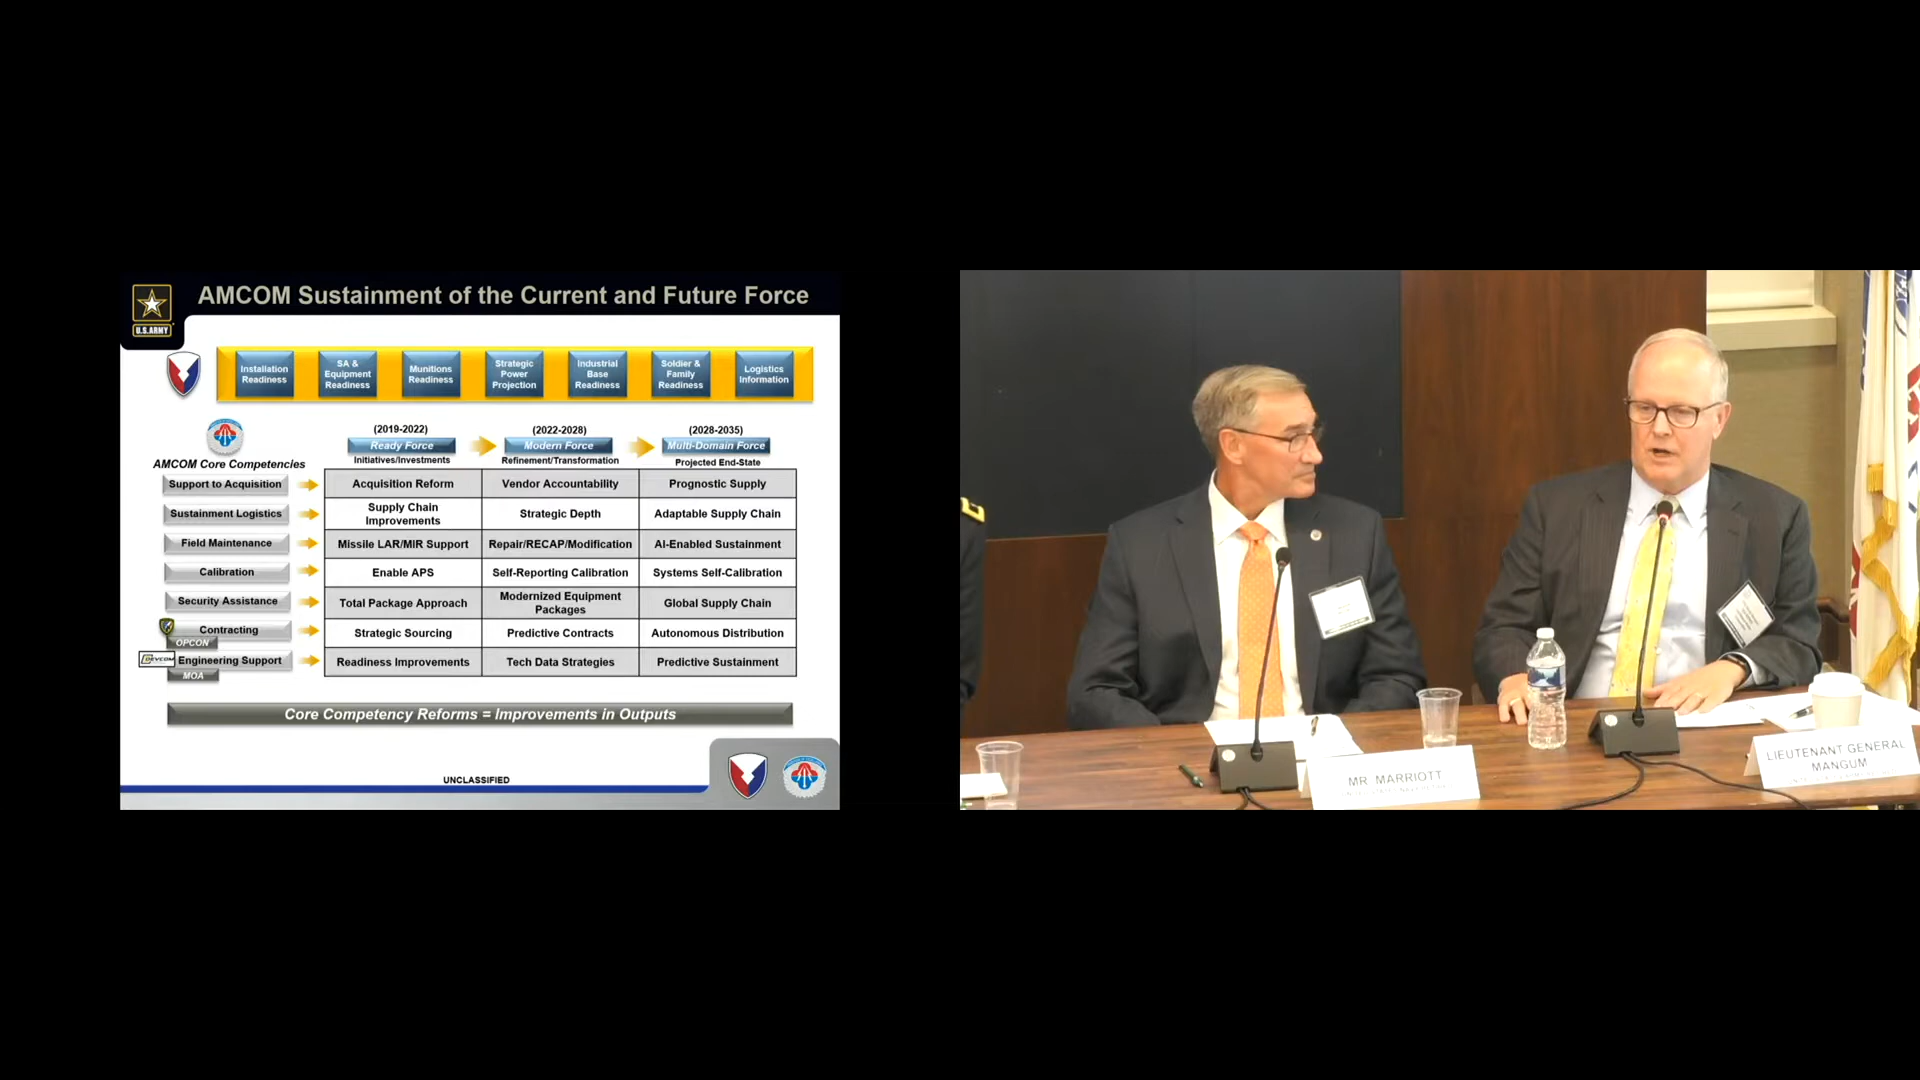 AMCOM Sustainment of the Current and Future Force
U.S.ARMY
Installation
Readiness
SA &
Equipment
Readiness
Munitions
Readiness
Strategic
Power
Projection
Industrial
Base
Readiness
Soldier &
Family
Readiness
Logistics
Information
(2019-2022)
(2022-2028)
(2028-2035)
Ready Force
Modern Force
Multi-Domain Force
Initiatives/Investments
Refinement/Transformation
Projected End-State
AMCOM Core Competencies
Support to Acquisition
Acquisition Reform
Vendor Accountability
Prognostic Supply
Sustainment Logistics
Supply Chain
Improvements
Strategic Depth
Adaptable Supply Chain
Field Maintenance
Missile LAR/MIR Support
Repair/RECAP/Modification
AI-Enabled Sustainment
Calibration
Enable APS
Self-Reporting Calibration
Systems Self-Calibration
Security Assistance
Total Package Approach
Modernized Equipment
Packages
Global Supply Chain
Contracting
OPCON
Strategic Sourcing
Predictive Contracts
Autonomous Distribution
DEVCOM
Engineering Support
MOA
Readiness Improvements
Tech Data Strategies
Predictive Sustainment
Core Competency Reforms = Improvements in Outputs
UNCLASSIFIED
MR. MARRIOTT
LIEUTENANT GENERAL
MANGUM